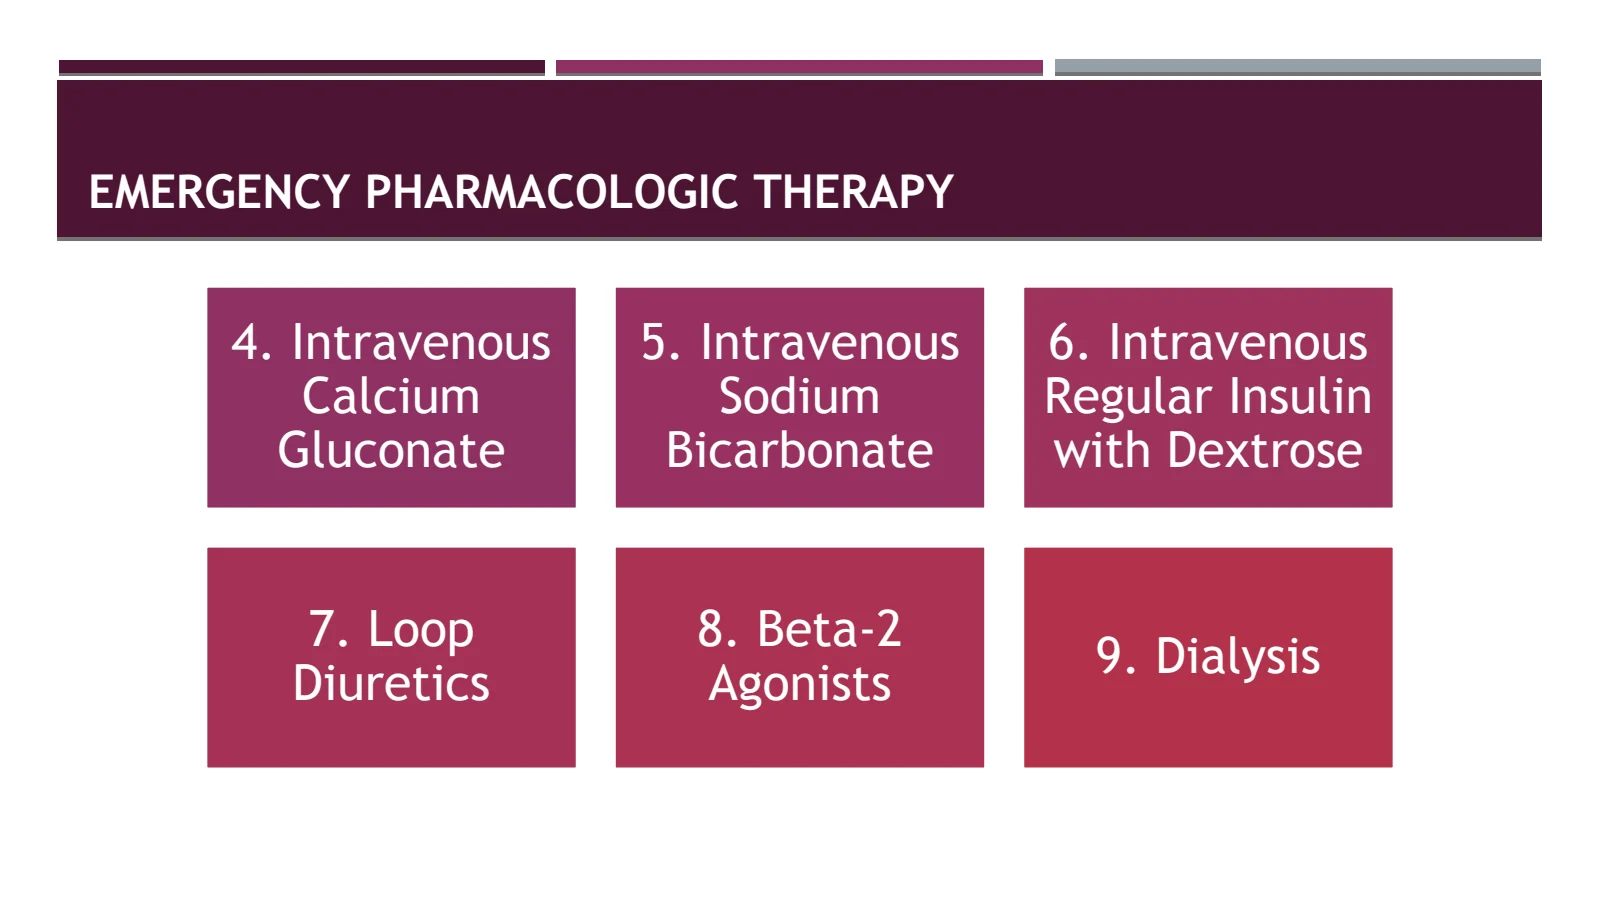 EMERGENCY PHARMACOLOGIC THERAPY
4. Intravenous
Calcium
Gluconate
5. Intravenous
Sodium
Bicarbonate
6. Intravenous
Regular Insulin
with Dextrose
7. Loop
Diuretics
8. Beta-2
Agonists
9. Dialysis